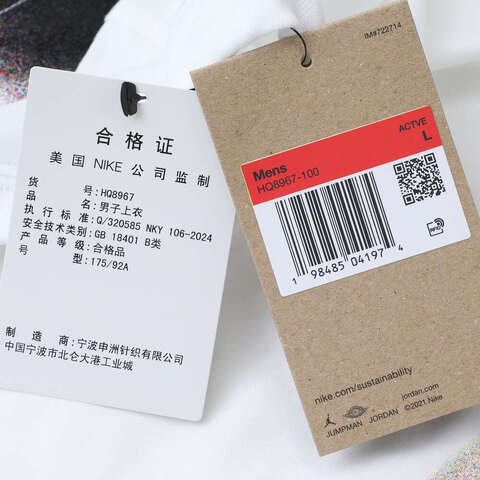 合格证
美国 NIKE 公司监制
货 号:HQ8967
品 名:男子上衣
执行标准:Q/320585 NKY 106-2024
安全技术类别:GB 18401 B类
产品等级:合格品
号 型:175/92A
制造商:宁波申洲针织有限公司
中国宁波市北仑大港工业城
IM#722714
ACTVE
L
Mens
HQ8967-100
RFID
1 98485 04197 4
nike.com/sustainability
jordan.com
©2021 Nike
JUMPMAN JORDAN